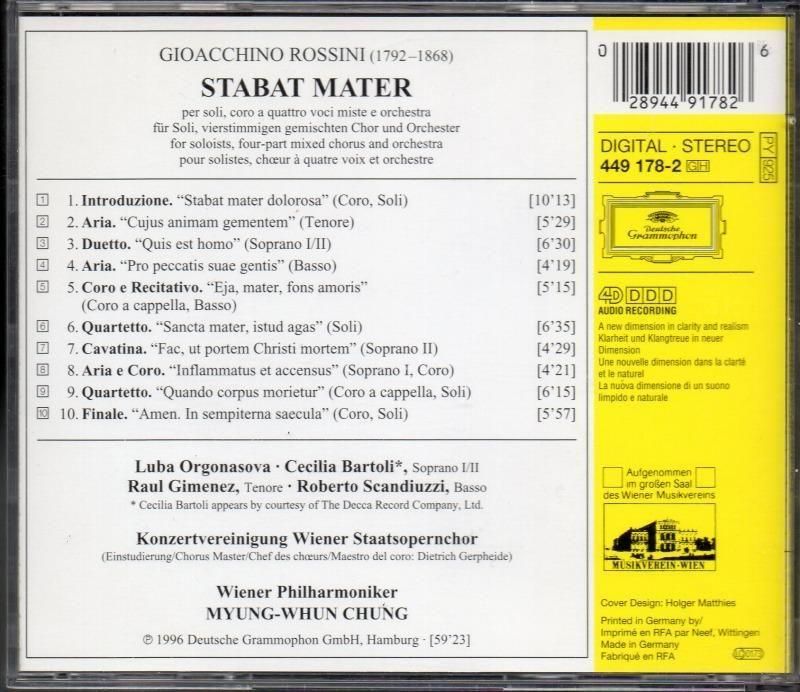 GIOACCHINO ROSSINI (1792–1868)
STABAT MATER
per soli, coro a quattro voci miste e orchestra
für Soli, vierstimmigen gemischten Chor und Orchester
for soloists, four-part mixed chorus and orchestra
pour solistes, chœur à quatre voix et orchestre
1 1. Introduzione. “Stabat mater dolorosa” (Coro, Soli) [10'13]
2 2. Aria. “Cujus animam gementem” (Tenore) [5'29]
3 3. Duetto. “Quis est homo” (Soprano I/II) [6'30]
4 4. Aria. “Pro peccatis suae gentis” (Basso) [4'19]
5 5. Coro e Recitativo. “Eja, mater, fons amoris” [5'15]
(Coro a cappella, Basso)
6 6. Quartetto. “Sancta mater, istud agas” (Soli) [6'35]
7 7. Cavatina. “Fac, ut portem Christi mortem” (Soprano II) [4'29]
8 8. Aria e Coro. “Inflammatus et accensus” (Soprano I, Coro) [4'21]
9 9. Quartetto. “Quando corpus morietur” (Coro a cappella, Soli) [6'15]
10 10. Finale. “Amen. In sempiterna saecula” (Coro, Soli) [5'57]
Luba Orgonasova · Cecilia Bartoli*, Soprano I/II
Raul Gimenez, Tenore · Roberto Scandiuzzi, Basso
* Cecilia Bartoli appears by courtesy of The Decca Record Company, Ltd.
Konzertvereinigung Wiener Staatsopernchor
(Einstudierung/Chorus Master/Chef des chœurs/Maestro del coro: Dietrich Gerpheide)
Wiener Philharmoniker
MYUNG-WHUN CHUNG
℗ 1996 Deutsche Grammophon GmbH, Hamburg · [59'23]
0 28944 91782 6
DIGITAL · STEREO
449 178-2 GH
PY 925
Deutsche
Grammophon
4D DDD
AUDIO RECORDING
A new dimension in clarity and realism
Klarheit und Klangtreue in neuer
Dimension
Une nouvelle dimension dans la clarté
et le naturel
La nuova dimensione di un suono
limpido e naturale
Aufgenommen
im großen Saal
des Wiener Musikvereins
MUSIKVEREIN-WIEN
Cover Design: Holger Matthies
Printed in Germany by/
Imprimé en RFA par Neef, Wittingen
Made in Germany
Fabriqué en RFA
LC 0173